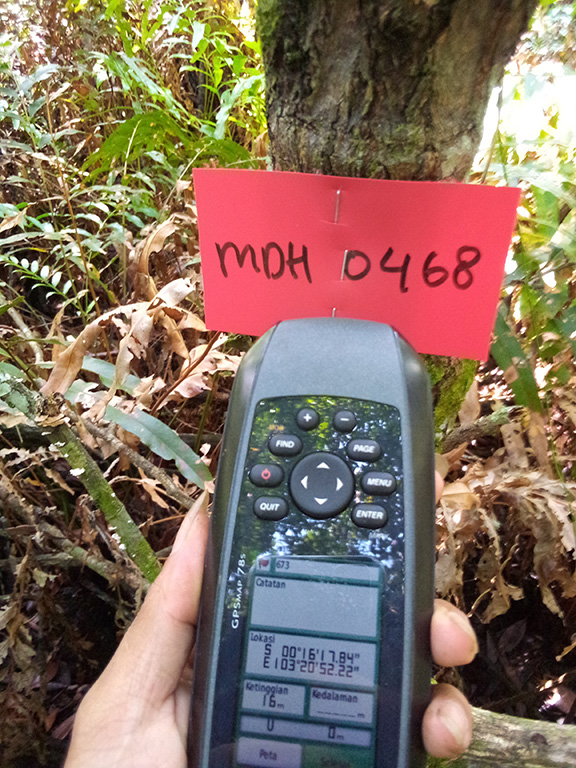 MDH 0468
+ −
FIND PAGE
MENU
QUIT ENTER
GPSMAP 78s
673
Catatan
Lokasi
S 00°16'17.84"
E103°20'52.22"
Ketinggian Kedalaman
16m _____m
0m
Peta